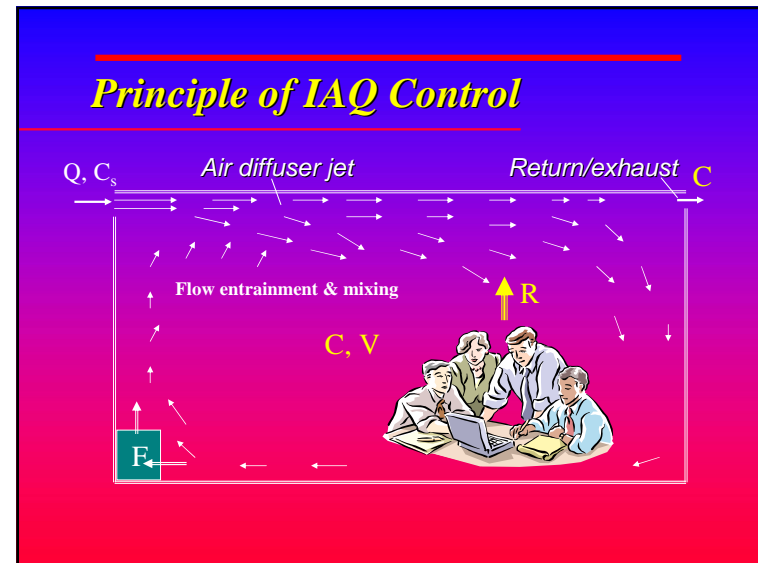 Principle of IAQ Control
Q, Cs
Air diffuser jet
Return/exhaust
C
Flow entrainment & mixing
R
C, V
F